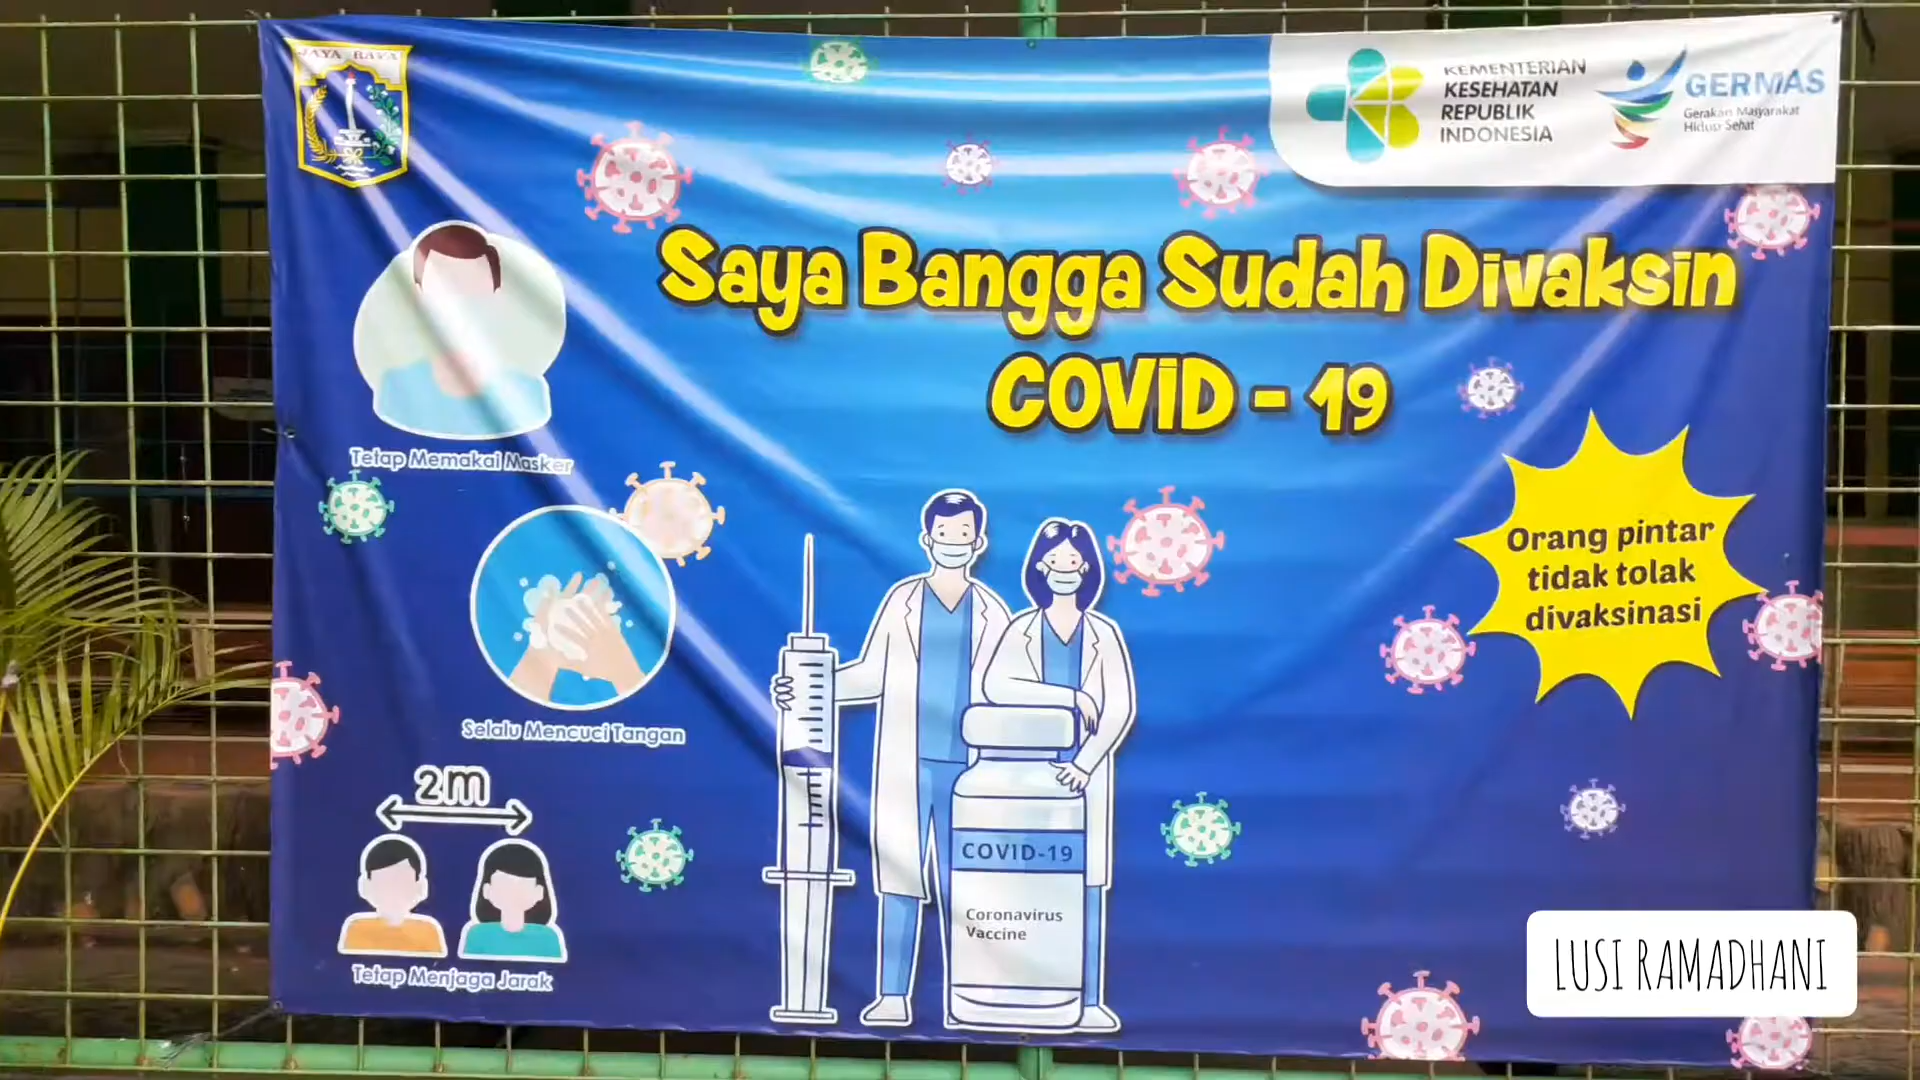 JAYA RAYA
KEMENTERIAN
KESEHATAN
REPUBLIK
INDONESIA
GERMAS
Gerakan Masyarakat
Hidup Sehat
Saya Bangga Sudah Divaksin
COVID - 19
Tetap Memakai Masker
Orang pintar
tidak tolak
divaksinasi
Selalu Mencuci Tangan
2m
Tetap Menjaga Jarak
COVID-19
Coronavirus
Vaccine
LUSI RAMADHANI